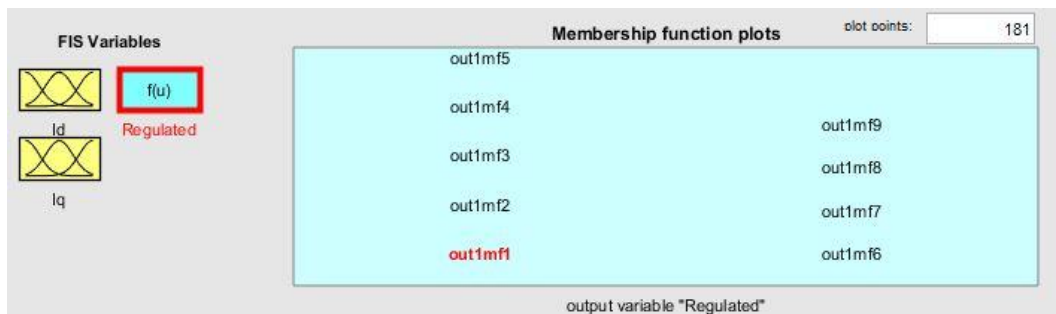 FIS Variables
f(u)
Id
Regulated
Iq
Membership function plots
plot points:
181
out1mf5
out1mf4
out1mf3
out1mf2
out1mf1
out1mf9
out1mf8
out1mf7
out1mf6
output variable "Regulated"